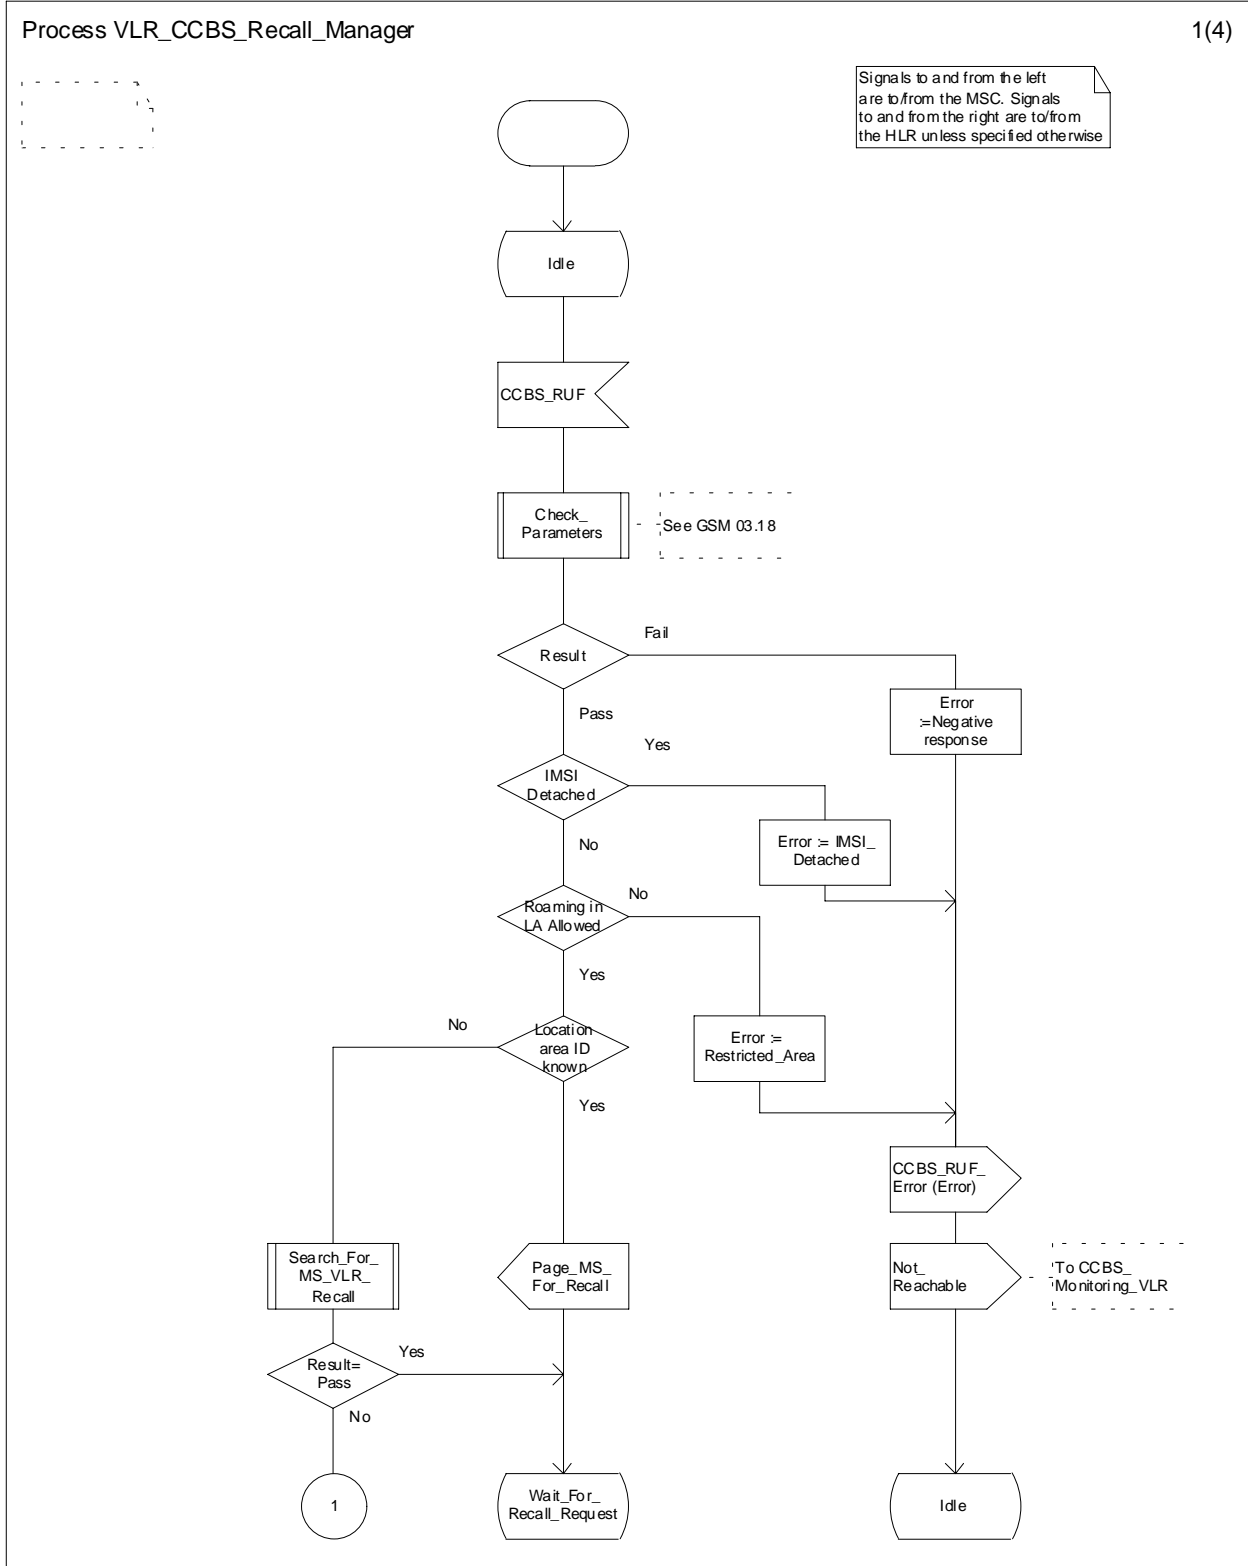 Process VLR_CCBS_Recall_Manager
1(4)
Signals to and from the left
are to/from the MSC. Signals
to and from the right are to/from
the HLR unless specified otherwise
Idle
CCBS_RUF
Check_
Parameters
See GSM 03.18
Result
Fail
Pass
Error
:=Negative
response
IMSI
Detached
Yes
No
Error := IMSI_
Detached
Roaming in
LA Allowed
No
Yes
Location
area ID
known
No
Yes
Error :=
Restricted_Area
CCBS_RUF_
Error (Error)
Search_For_
MS_VLR_
Recall
Page_MS_
For_Recall
Not_
Reachable
To CCBS_
Monitoring_VLR
Result=
Pass
Yes
No
1
Wait_For_
Recall_Request
Idle